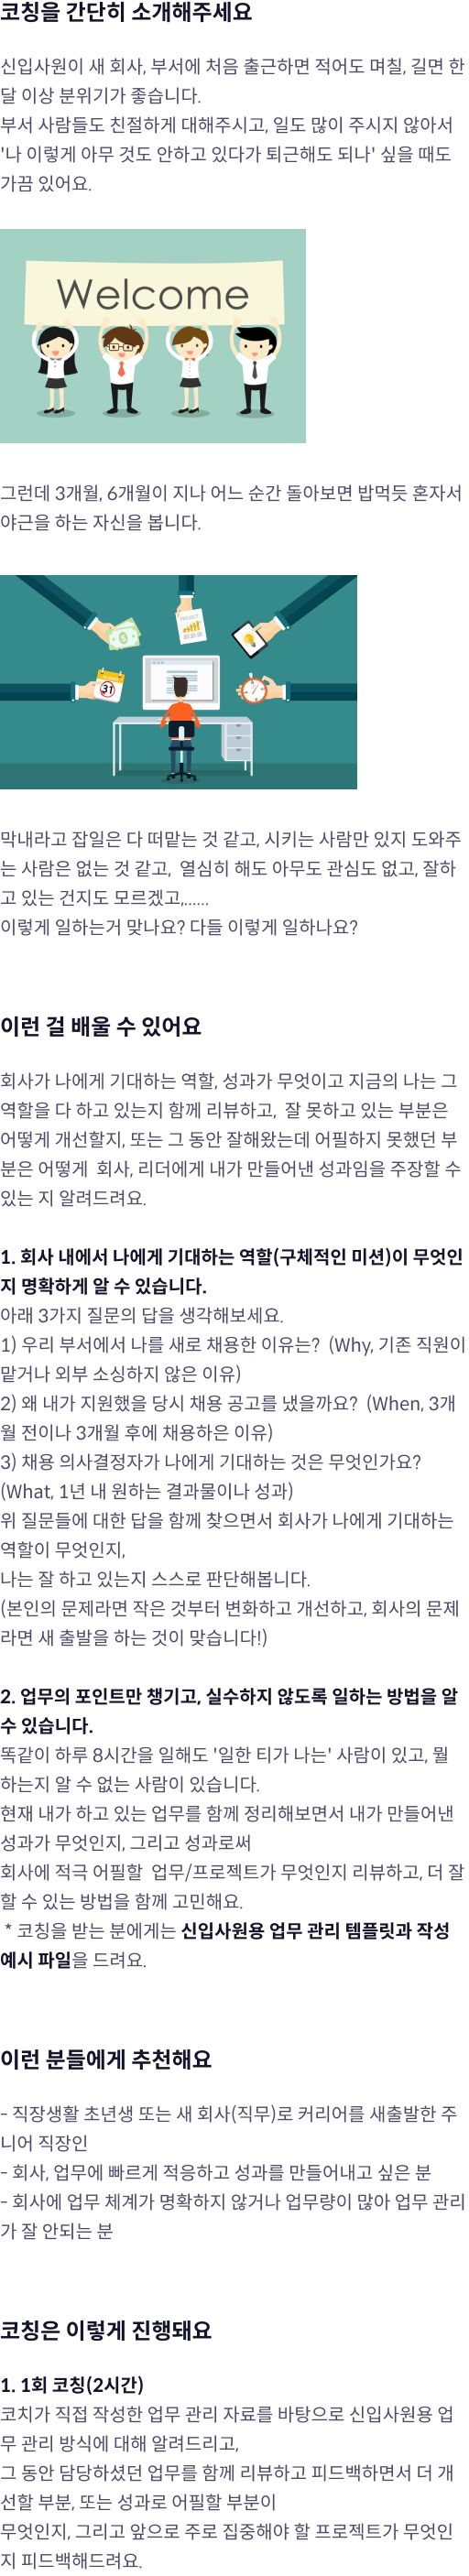 코칭을 간단히 소개해주세요
신입사원이 새 회사, 부서에 처음 출근하면 적어도 며칠, 길면 한
달 이상 분위기가 좋습니다.
부서 사람들도 친절하게 대해주시고, 일도 많이 주시지 않아서
'나 이렇게 아무 것도 안하고 있다가 퇴근해도 되나' 싶을 때도
가끔 있어요.
Welcome
그런데 3개월, 6개월이 지나 어느 순간 돌아보면 밥먹듯 혼자서
야근을 하는 자신을 봅니다.
PROJECT
31
막내라고 잡일은 다 떠맡는 것 같고, 시키는 사람만 있지 도와주
는 사람은 없는 것 같고,  열심히 해도 아무도 관심도 없고, 잘하
고 있는 건지도 모르겠고,......
이렇게 일하는거 맞나요? 다들 이렇게 일하나요?
이런 걸 배울 수 있어요
회사가 나에게 기대하는 역할, 성과가 무엇이고 지금의 나는 그
역할을 다 하고 있는지 함께 리뷰하고,  잘 못하고 있는 부분은
어떻게 개선할지, 또는 그 동안 잘해왔는데 어필하지 못했던 부
분은 어떻게  회사, 리더에게 내가 만들어낸 성과임을 주장할 수
있는 지 알려드려요.
1. 회사 내에서 나에게 기대하는 역할(구체적인 미션)이 무엇인
지 명확하게 알 수 있습니다.
아래 3가지 질문의 답을 생각해보세요.
1) 우리 부서에서 나를 새로 채용한 이유는?  (Why, 기존 직원이
맡거나 외부 소싱하지 않은 이유)
2) 왜 내가 지원했을 당시 채용 공고를 냈을까요?  (When, 3개
월 전이나 3개월 후에 채용하은 이유)
3) 채용 의사결정자가 나에게 기대하는 것은 무엇인가요?
(What, 1년 내 원하는 결과물이나 성과)
위 질문들에 대한 답을 함께 찾으면서 회사가 나에게 기대하는
역할이 무엇인지,
나는 잘 하고 있는지 스스로 판단해봅니다.
(본인의 문제라면 작은 것부터 변화하고 개선하고, 회사의 문제
라면 새 출발을 하는 것이 맞습니다!)
2. 업무의 포인트만 챙기고, 실수하지 않도록 일하는 방법을 알
수 있습니다.
똑같이 하루 8시간을 일해도 '일한 티가 나는' 사람이 있고, 뭘
하는지 알 수 없는 사람이 있습니다.
현재 내가 하고 있는 업무를 함께 정리해보면서 내가 만들어낸
성과가 무엇인지, 그리고 성과로써
회사에 적극 어필할  업무/프로젝트가 무엇인지 리뷰하고, 더 잘
할 수 있는 방법을 함께 고민해요.
* 코칭을 받는 분에게는 신입사원용 업무 관리 템플릿과 작성
예시 파일을 드려요.
이런 분들에게 추천해요
- 직장생활 초년생 또는 새 회사(직무)로 커리어를 새출발한 주
니어 직장인
- 회사, 업무에 빠르게 적응하고 성과를 만들어내고 싶은 분
- 회사에 업무 체계가 명확하지 않거나 업무량이 많아 업무 관리
가 잘 안되는 분
코칭은 이렇게 진행돼요
1. 1회 코칭(2시간)
코치가 직접 작성한 업무 관리 자료를 바탕으로 신입사원용 업
무 관리 방식에 대해 알려드리고,
그 동안 담당하셨던 업무를 함께 리뷰하고 피드백하면서 더 개
선할 부분, 또는 성과로 어필할 부분이
무엇인지, 그리고 앞으로 주로 집중해야 할 프로젝트가 무엇인
지 피드백해드려요.